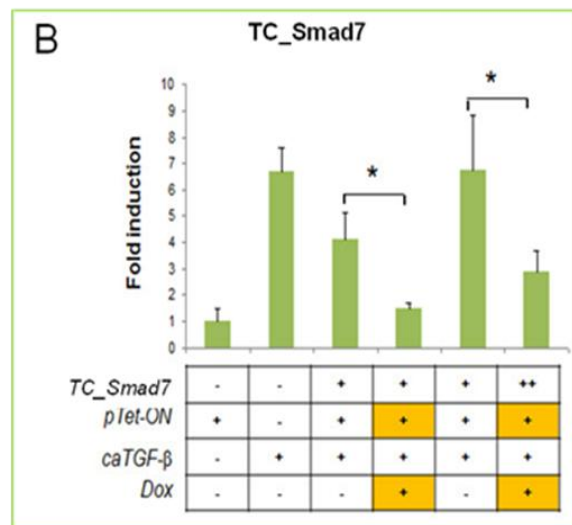 B
TC_Smad7
Fold induction
10
9
8
7
6
5
4
3
2
1
0
*
*
TC_Smad7 - - + + + ++
pTet-ON + - + + + +
caTGF-β - + + + + +
Dox - - - + - +